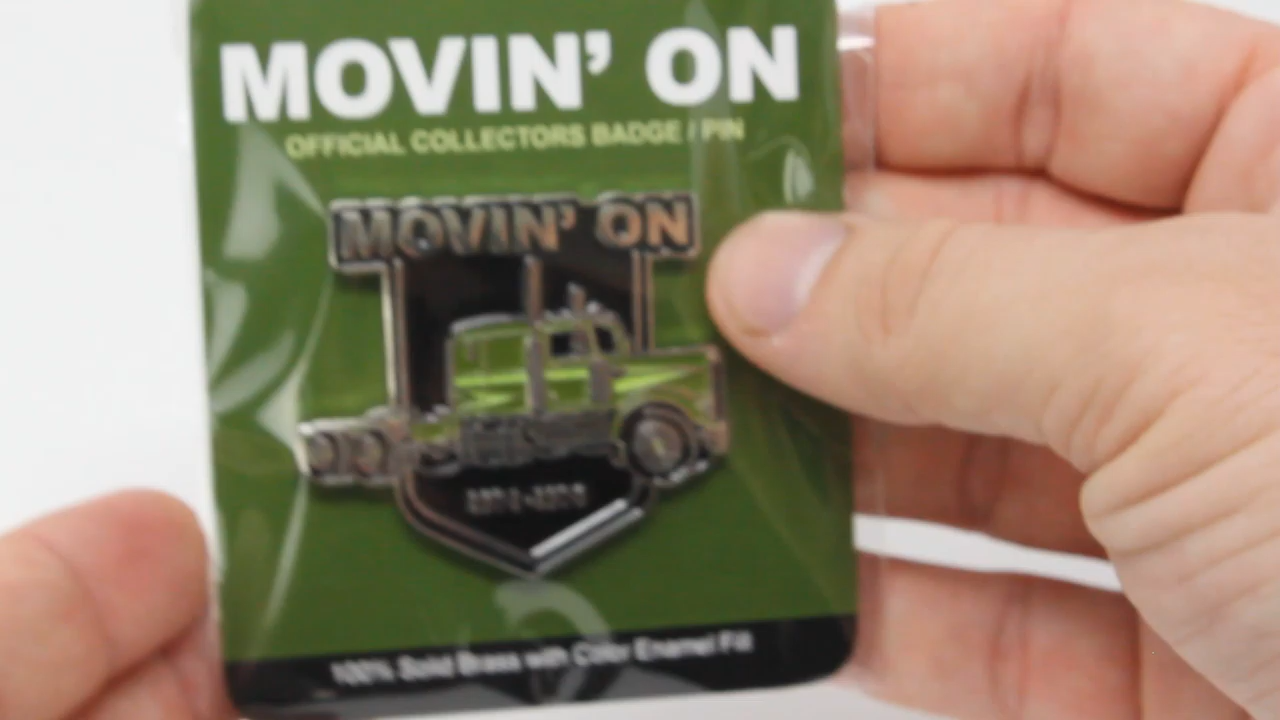 MOVIN' ON
OFFICIAL COLLECTORS BADGE / PIN
MOVIN' ON
100% Solid Brass with Color Enamel Fill